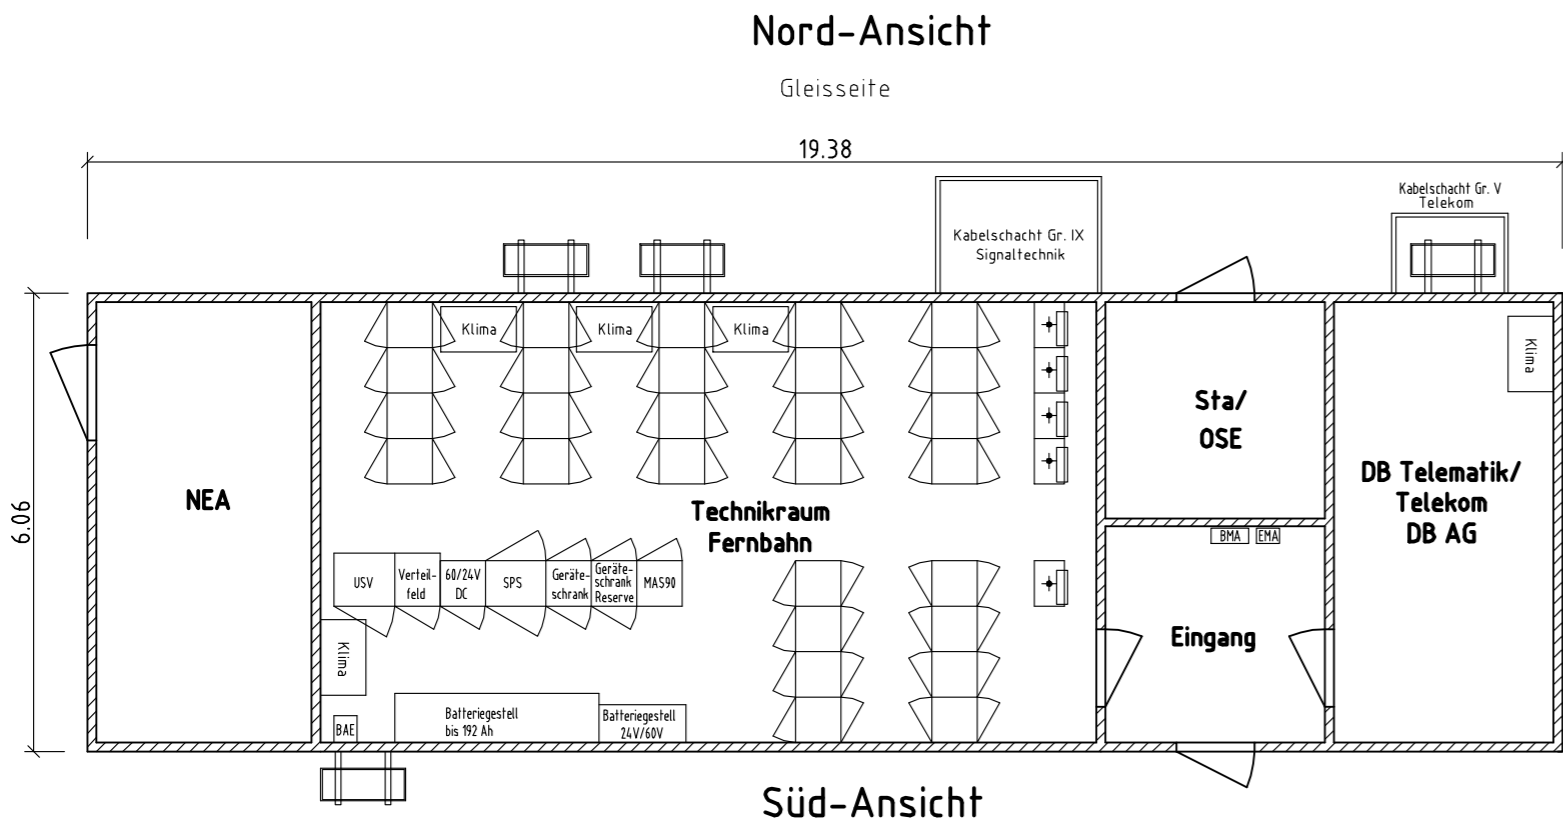 Nord-Ansicht
Gleisseite
19.38
Kabelschacht Gr. V
Telekom
Kabelschacht Gr. IX
Signaltechnik
Klima
Klima
Klima
Klima
Sta/
OSE
DB Telematik/
Telekom
DB AG
NEA
6.06
Technikraum
Fernbahn
BMA
EMA
USV
Verteil-
feld
60/24V
DC
SPS
Geräte-
schrank
Geräte-
schrank
Reserve
MAS90
Klima
Eingang
BAE
Batteriegestell
bis 192 Ah
Batteriegestell
24V/60V
Süd-Ansicht